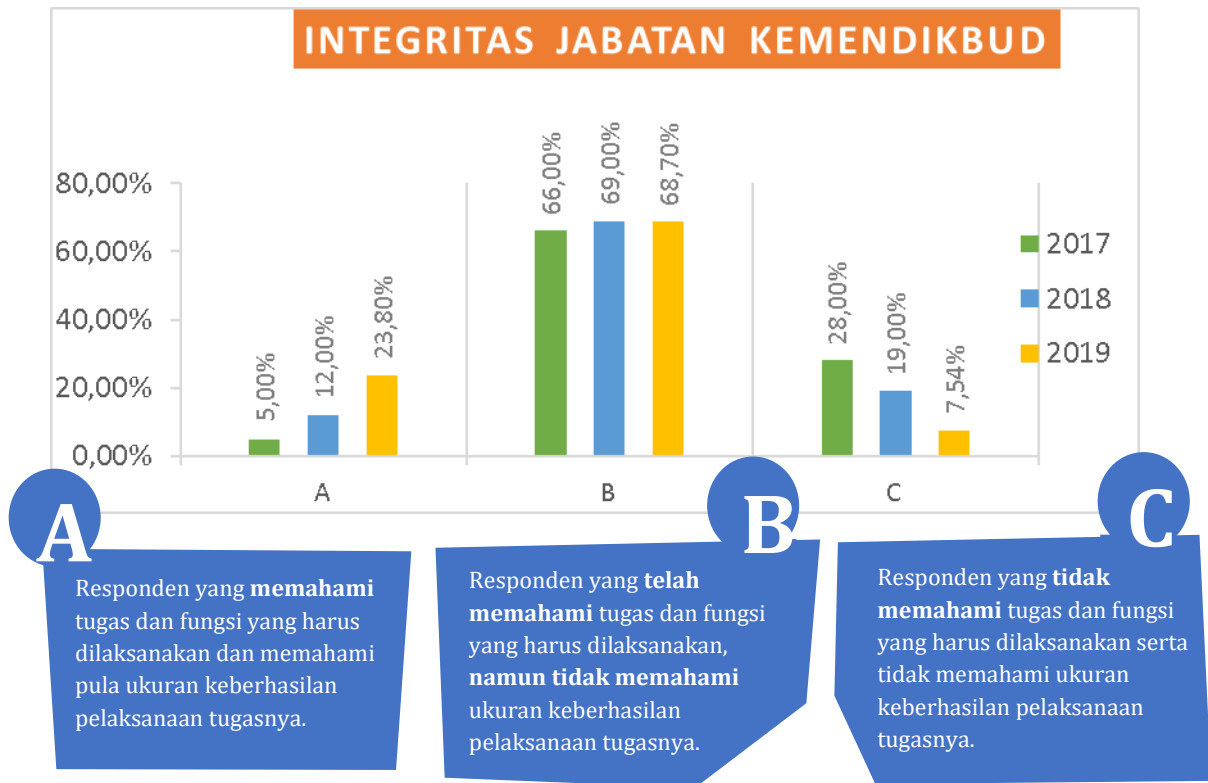 INTEGRITAS JABATAN KEMENDIKBUD
80,00%
60,00%
40,00%
20,00%
0,00%
5,00%
12,00%
23,80%
66,00%
69,00%
68,70%
28,00%
19,00%
7,54%
2017
2018
2019
A
B
C
A
Responden yang memahami
tugas dan fungsi yang harus
dilaksanakan dan memahami
pula ukuran keberhasilan
pelaksanaan tugasnya.
B
Responden yang telah
memahami tugas dan fungsi
yang harus dilaksanakan,
namun tidak memahami
ukuran keberhasilan
pelaksanaan tugasnya.
C
Responden yang tidak
memahami tugas dan fungsi
yang harus dilaksanakan serta
tidak memahami ukuran
keberhasilan pelaksanaan
tugasnya.